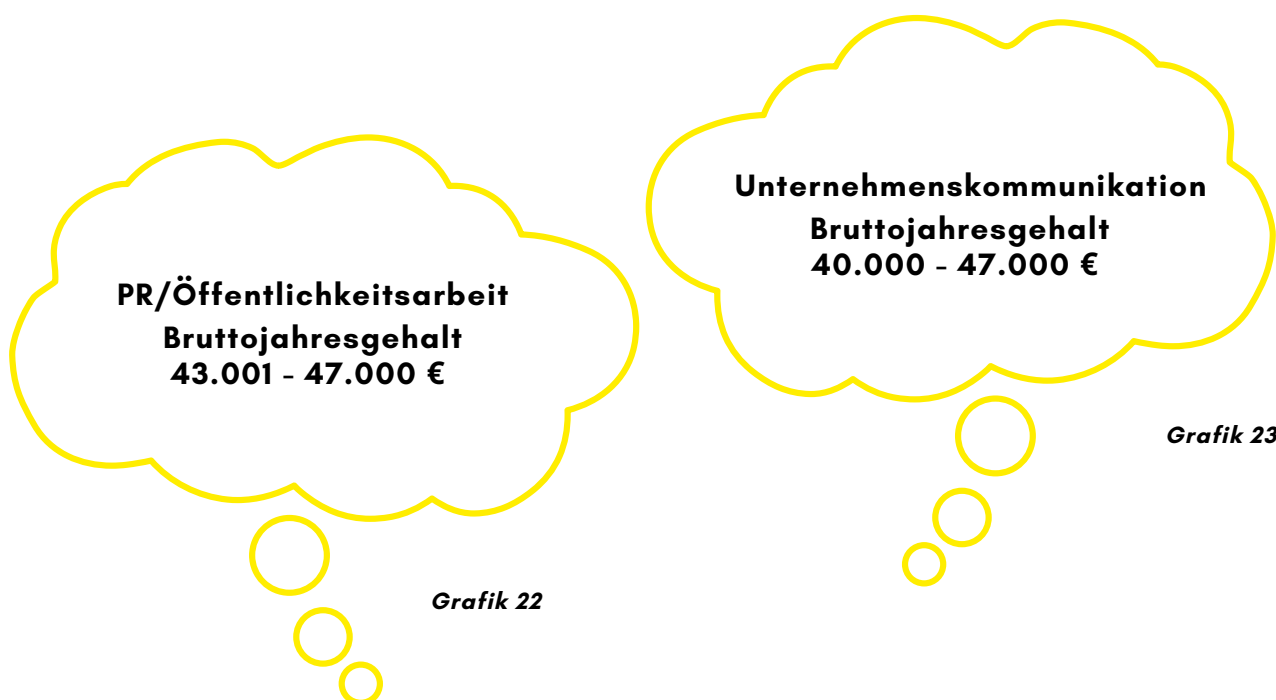 PR/Öffentlichkeitsarbeit
Bruttojahresgehalt
43.001 - 47.000 €
Grafik 22
Unternehmenskommunikation
Bruttojahresgehalt
40.000 - 47.000 €
Grafik 23